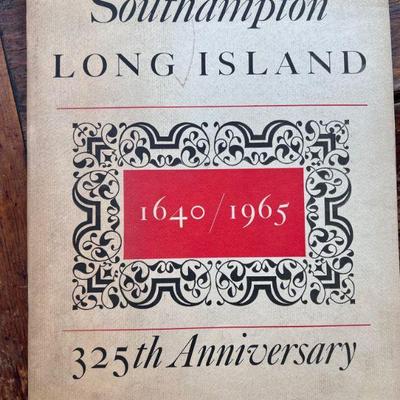 Southampton
LONG ISLAND
1640/1965
325th Anniversary